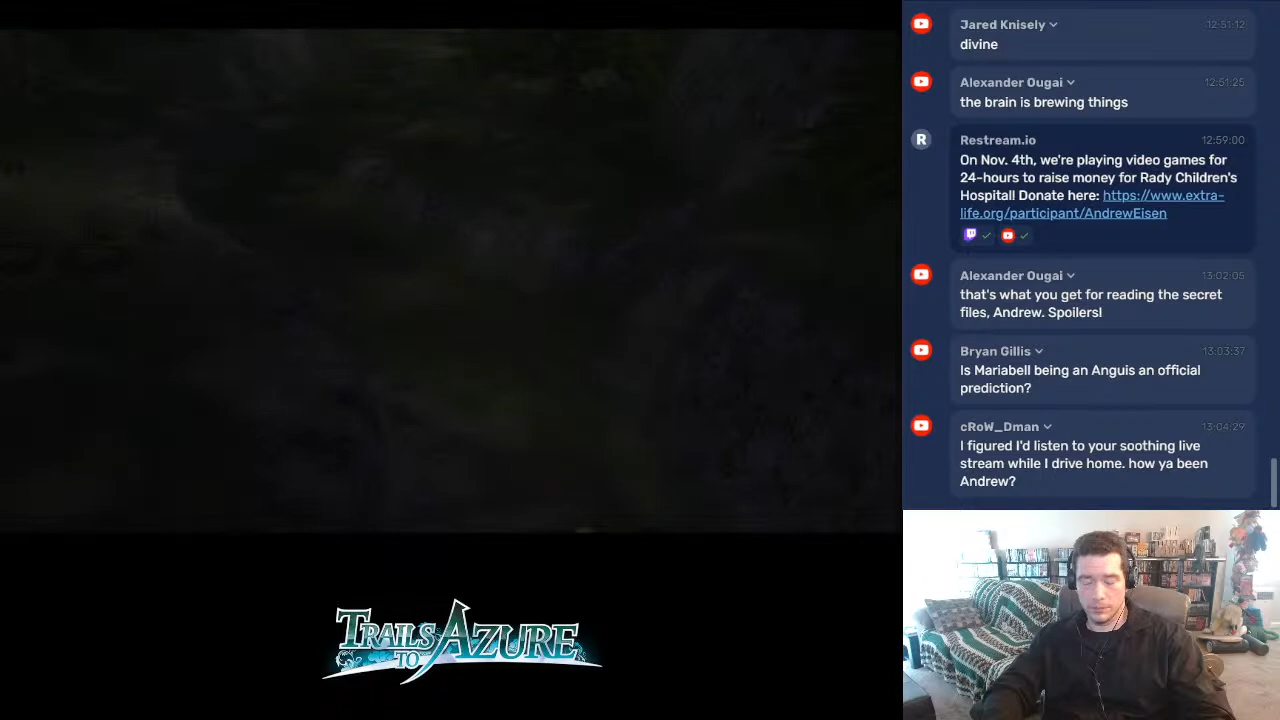 Jared Knisely
12:51:12
divine
Alexander Ougai
12:51:25
the brain is brewing things
R
Restream.io
12:59:00
On Nov. 4th, we're playing video games for
24-hours to raise money for Rady Children's
Hospital! Donate here: https://www.extra-
life.org/participant/AndrewEisen
Alexander Ougai
13:02:05
that's what you get for reading the secret
files, Andrew. Spoilers!
Bryan Gillis
13:03:37
Is Mariabell being an Anguis an official
prediction?
cRoW_Dman
13:04:29
I figured I'd listen to your soothing live
stream while I drive home. how ya been
Andrew?
TRAILS
TO
AZURE